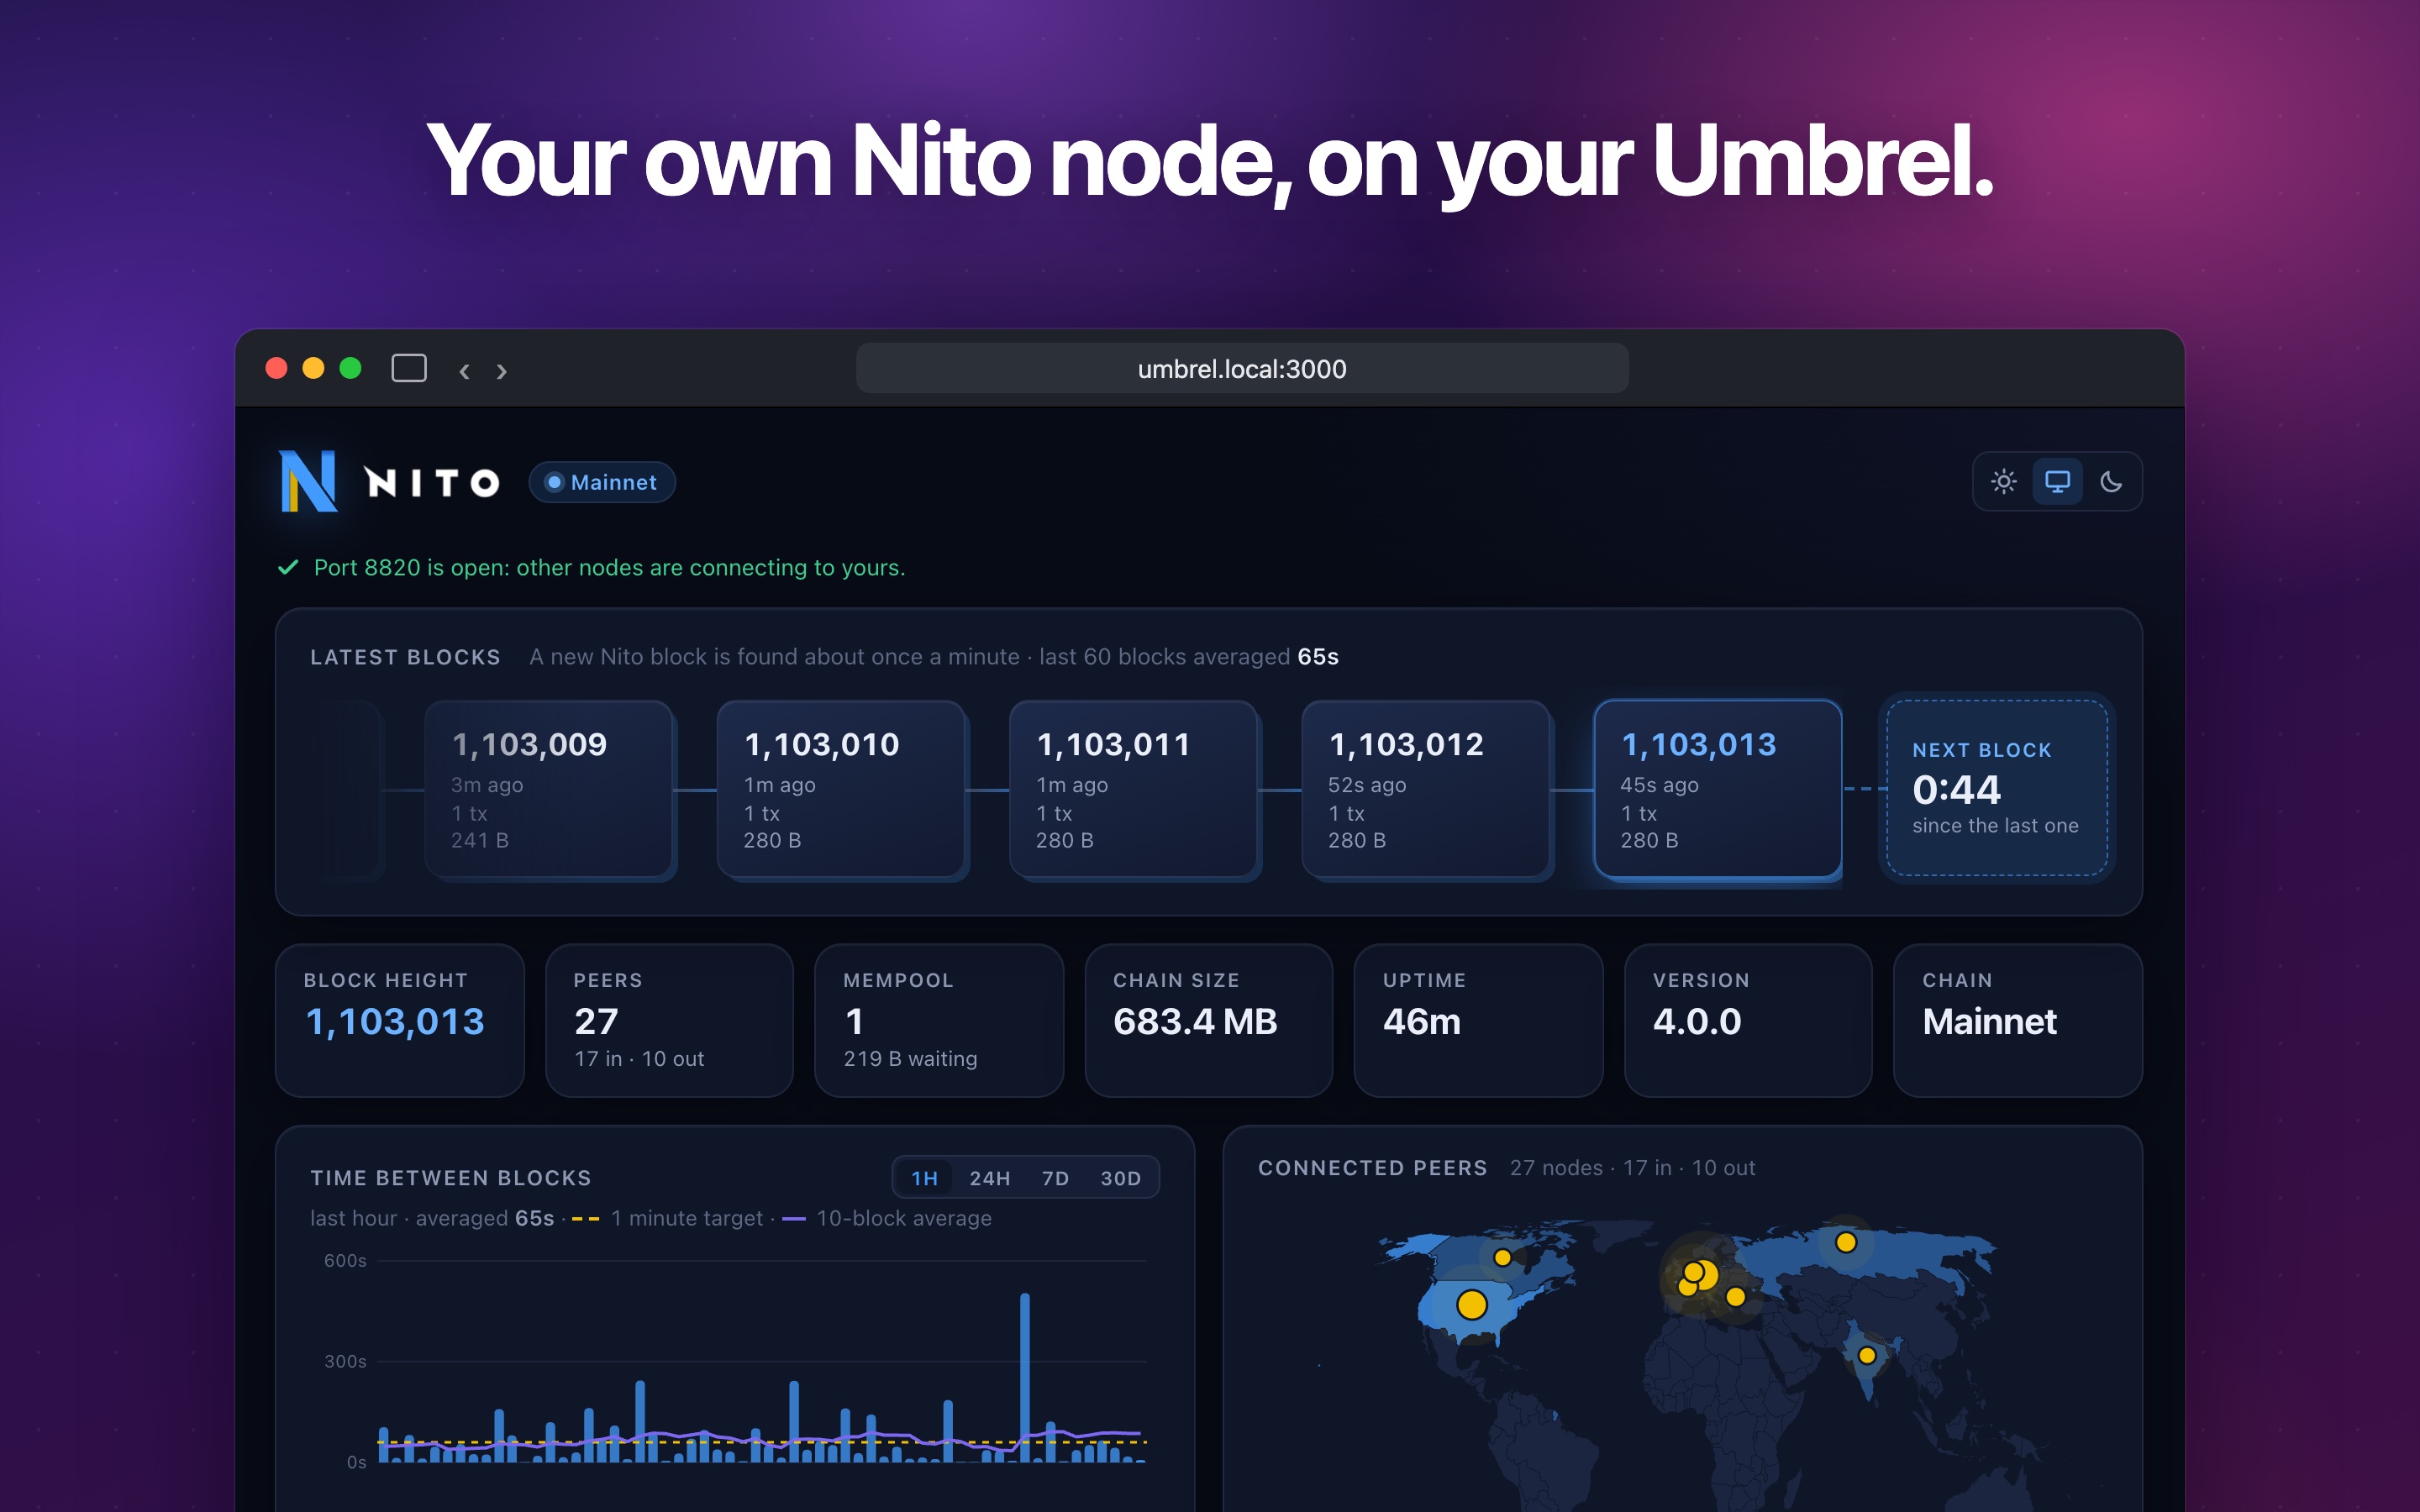 Your own Nito node, on your Umbrel.
umbrel.local:3000
NITO
Mainnet
Port 8820 is open: other nodes are connecting to yours.
LATEST BLOCKS A new Nito block is found about once a minute · last 60 blocks averaged 65s
1,103,009
3m ago
1 tx
241 B
1,103,010
1m ago
1 tx
280 B
1,103,011
1m ago
1 tx
280 B
1,103,012
52s ago
1 tx
280 B
1,103,013
45s ago
1 tx
280 B
NEXT BLOCK
0:44
since the last one
BLOCK HEIGHT
1,103,013
PEERS
27
17 in · 10 out
MEMPOOL
1
219 B waiting
CHAIN SIZE
683.4 MB
UPTIME
46m
VERSION
4.0.0
CHAIN
Mainnet
TIME BETWEEN BLOCKS
1H 24H 7D 30D
last hour · averaged 65s · 1 minute target · 10-block average
600s
300s
0s
CONNECTED PEERS 27 nodes · 17 in · 10 out